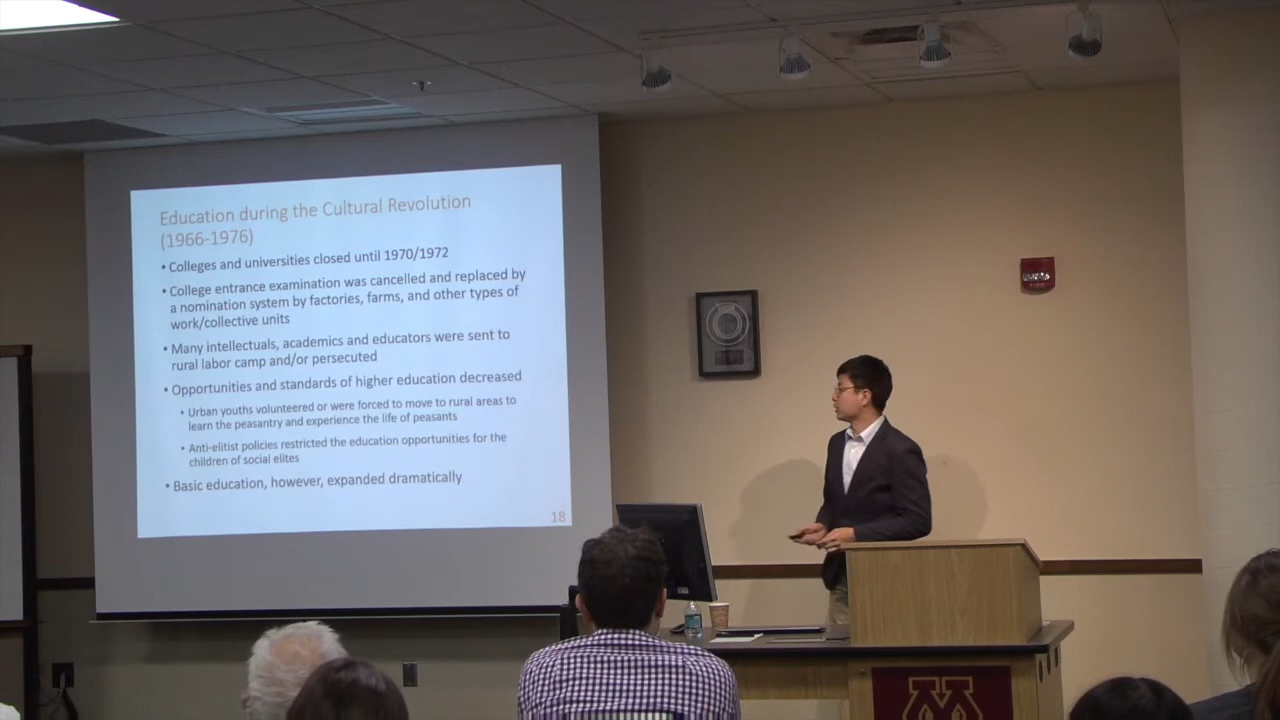 Education during the Cultural Revolution
(1966-1976)
• Colleges and universities closed until 1970/1972
• College entrance examination was cancelled and replaced by
a nomination system by factories, farms, and other types of
work/collective units
• Many intellectuals, academics and educators were sent to
rural labor camp and/or persecuted
• Opportunities and standards of higher education decreased
• Urban youths volunteered or were forced to move to rural areas to
learn the peasantry and experience the life of peasants
• Anti-elitist policies restricted the education opportunities for the
children of social elites
• Basic education, however, expanded dramatically
18
FIRE
M